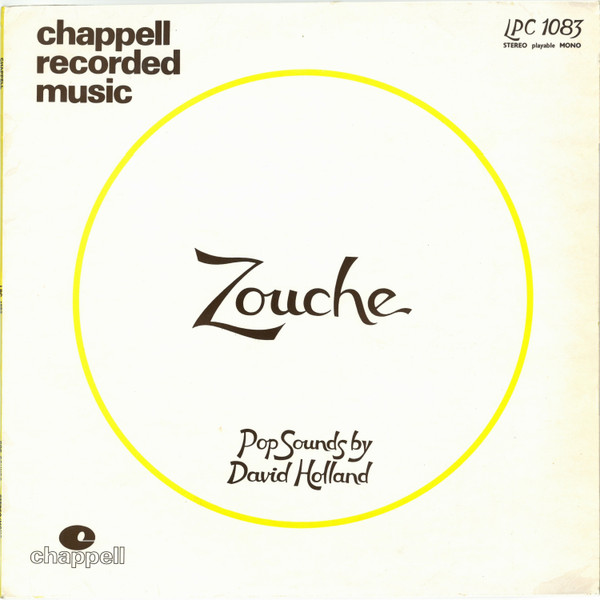 chappell
recorded
music
LPC 1083
STEREO playable MONO
Zouche
Pop Sounds by
David Holland
chappell